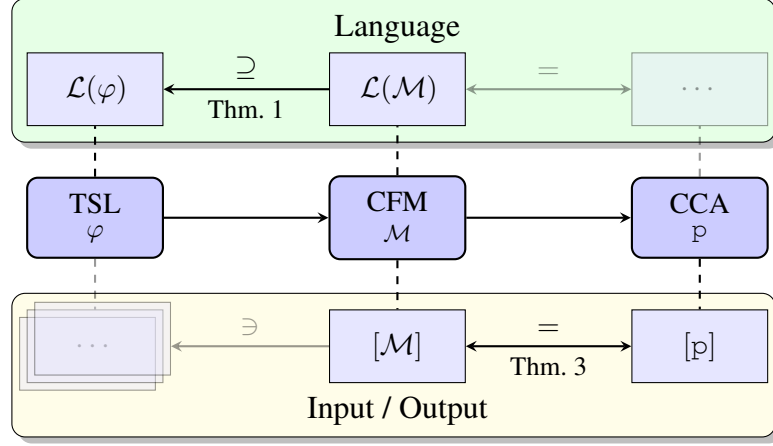 Language
ℒ(φ)
⊇
Thm. 1
ℒ(ℳ)
=
⋯
TSL
φ
CFM
ℳ
CCA
p
⋯
∋
[ℳ]
=
Thm. 3
[p]
Input / Output